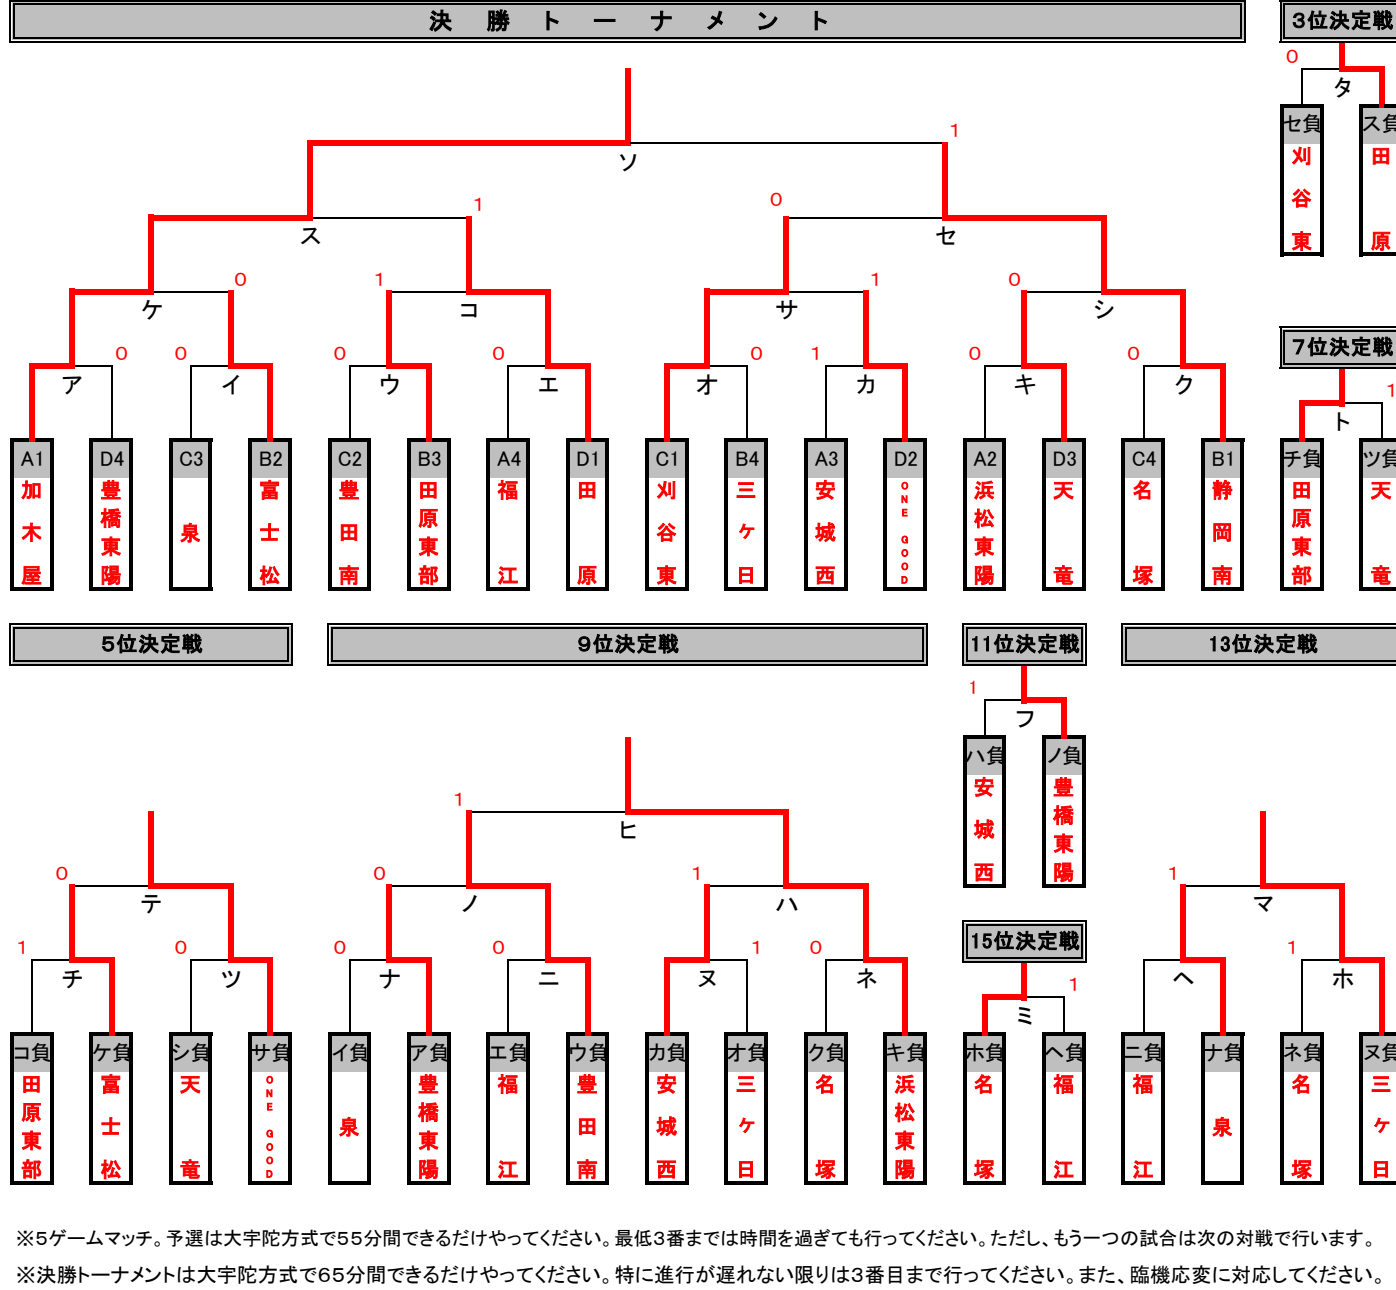 決勝トーナメント
3位決定戦
0
タ
セ負 ス負
刈谷東 田原
1
ソ
1 0
ス セ
0 1 1 0
ケ コ サ シ
0 0 0 0 0 1 0 0
ア イ ウ エ オ カ キ ク
A1 D4 C3 B2 C2 B3 A4 D1 C1 B4 A3 D2 A2 D3 C4 B1
加木屋 豊橋東陽 泉 富士松 豊田南 田原東部 福江 田原 刈谷東 三ヶ日 安城西 ONE GOOD 浜松東陽 天竜 名塚 静岡南
7位決定戦
1
ト
チ負 ツ負
田原東部 天竜
5位決定戦
0
テ
1 0
チ ツ
コ負 ケ負 シ負 サ負
田原東部 富士松 天竜 ONE GOOD
9位決定戦
1
ヒ
0 1
ノ ハ
0 0 1 0
ナ ニ ヌ ネ
イ負 ア負 エ負 ウ負 カ負 オ負 ク負 キ負
泉 豊橋東陽 福江 豊田南 安城西 三ヶ日 名塚 浜松東陽
11位決定戦
1
フ
ハ負 ノ負
安城西 豊橋東陽
15位決定戦
1
ミ
ホ負 ヘ負
名塚 福江
13位決定戦
1
マ
1
ヘ ホ
ニ負 ナ負 ネ負 ヌ負
福江 泉 名塚 三ヶ日
※5ゲームマッチ。予選は大宇陀方式で55分間できるだけやってください。最低3番までは時間を過ぎても行ってください。ただし、もう一つの試合は次の対戦で行います。
※決勝トーナメントは大宇陀方式で65分間できるだけやってください。特に進行が遅れない限りは3番目まで行ってください。また、臨機応変に対応してください。